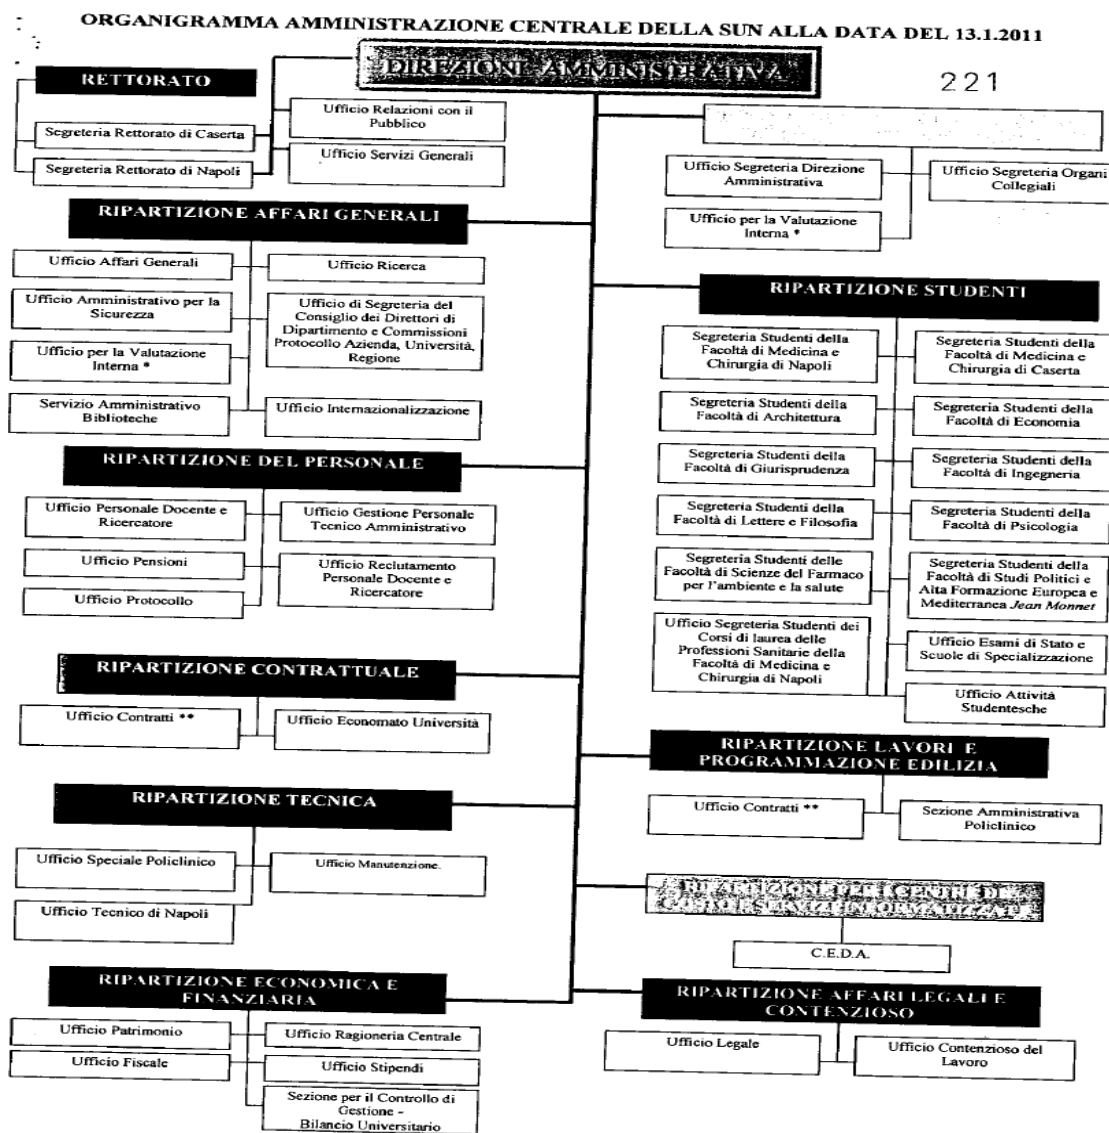 ORGANIGRAMMA AMMINISTRAZIONE CENTRALE DELLA SUN ALLA DATA DEL 13.1.2011
DIREZIONE AMMINISTRATIVA
221
RETTORATO
Segreteria Rettorato di Caserta
Segreteria Rettorato di Napoli
Ufficio Relazioni con il
Pubblico
Ufficio Servizi Generali
Ufficio Segreteria Direzione
Amministrativa
Ufficio Segreteria Organi
Collegiali
Ufficio per la Valutazione
Interna *
RIPARTIZIONE AFFARI GENERALI
Ufficio Affari Generali
Ufficio Ricerca
Ufficio Amministrativo per la
Sicurezza
Ufficio di Segreteria del
Consiglio dei Direttori di
Dipartimento e Commissioni
Protocollo Azienda, Università,
Regione
Ufficio per la Valutazione
Interna *
Servizio Amministrativo
Biblioteche
Ufficio Internazionalizzazione
RIPARTIZIONE DEL PERSONALE
Ufficio Personale Docente e
Ricercatore
Ufficio Gestione Personale
Tecnico Amministrativo
Ufficio Pensioni
Ufficio Reclutamento
Personale Docente e
Ricercatore
Ufficio Protocollo
RIPARTIZIONE CONTRATTUALE
Ufficio Contratti **
Ufficio Economato Università
RIPARTIZIONE TECNICA
Ufficio Speciale Policlinico
Ufficio Manutenzione.
Ufficio Tecnico di Napoli
RIPARTIZIONE ECONOMICA E
FINANZIARIA
Ufficio Patrimonio
Ufficio Ragioneria Centrale
Ufficio Fiscale
Ufficio Stipendi
Sezione per il Controllo di
Gestione -
Bilancio Universitario
RIPARTIZIONE STUDENTI
Segreteria Studenti della
Facoltà di Medicina e
Chirurgia di Napoli
Segreteria Studenti della
Facoltà di Medicina e
Chirurgia di Caserta
Segreteria Studenti della
Facoltà di Architettura
Segreteria Studenti della
Facoltà di Economia
Segreteria Studenti della
Facoltà di Giurisprudenza
Segreteria Studenti della
Facoltà di Ingegneria
Segreteria Studenti della
Facoltà di Lettere e Filosofia
Segreteria Studenti della
Facoltà di Psicologia
Segreteria Studenti delle
Facoltà di Scienze del Farmaco
per l'ambiente e la salute
Segreteria Studenti della
Facoltà di Studi Politici e
Alta Formazione Europea e
Mediterranea Jean Monnet
Ufficio Segreteria Studenti dei
Corsi di laurea delle
Professioni Sanitarie della
Facoltà di Medicina e
Chirurgia di Napoli
Ufficio Esami di Stato e
Scuole di Specializzazione
Ufficio Attività
Studentesche
RIPARTIZIONE LAVORI E
PROGRAMMAZIONE EDILIZIA
Ufficio Contratti **
Sezione Amministrativa
Policlinico
RIPARTIZIONE PER I CENTRI DI
SERVIZI INFORMATIZZATI
C.E.D.A.
RIPARTIZIONE AFFARI LEGALI E
CONTENZIOSO
Ufficio Legale
Ufficio Contenzioso del
Lavoro